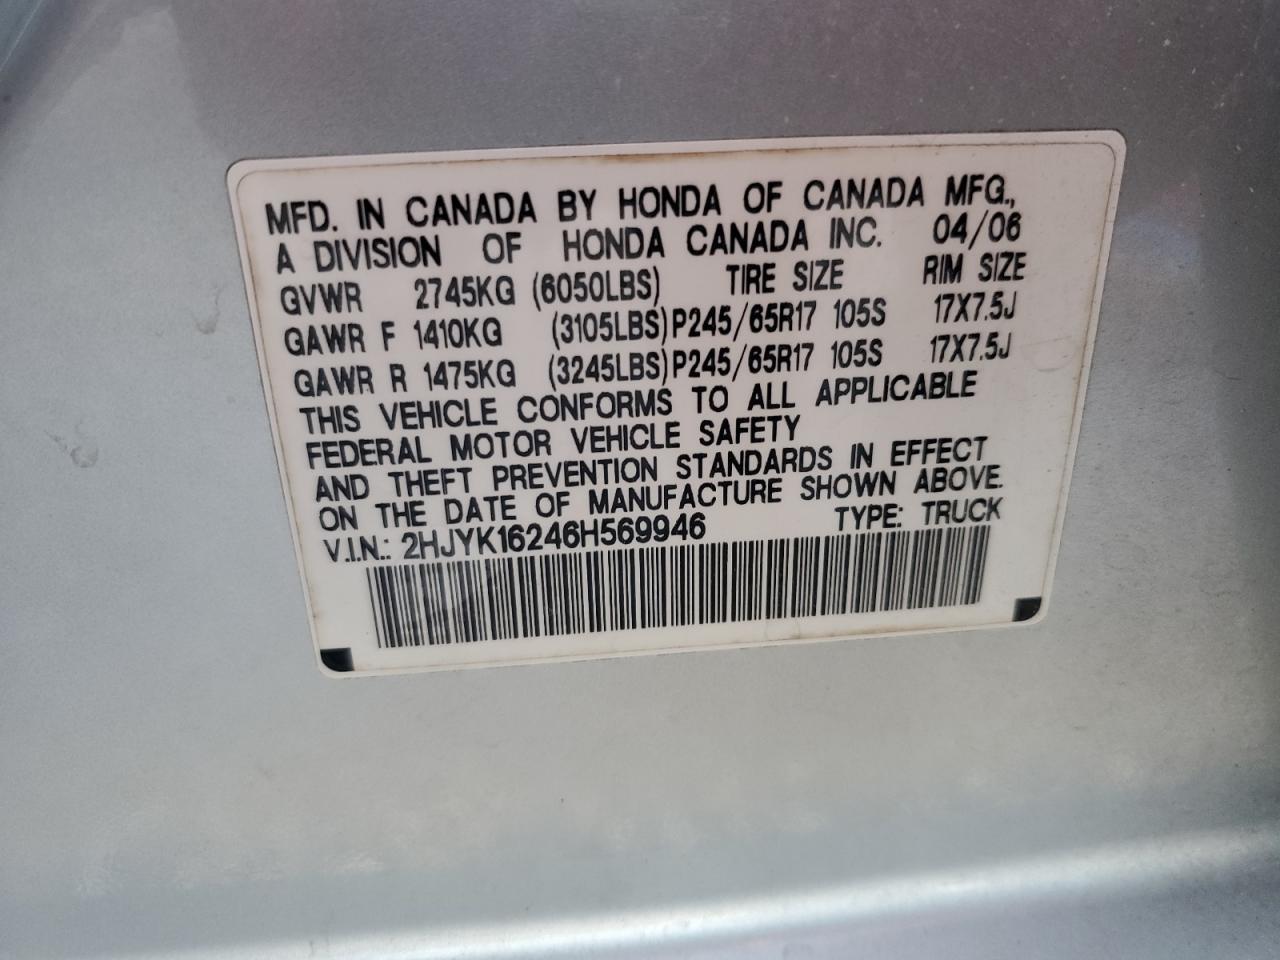 MFD. IN CANADA BY HONDA OF CANADA MFG.,
A DIVISION OF HONDA CANADA INC. 04/06
GVWR 2745KG (6050LBS) TIRE SIZE RIM SIZE
GAWR F 1410KG (3105LBS) P245/65R17 105S 17X7.5J
GAWR R 1475KG (3245LBS) P245/65R17 105S 17X7.5J
THIS VEHICLE CONFORMS TO ALL APPLICABLE
FEDERAL MOTOR VEHICLE SAFETY
AND THEFT PREVENTION STANDARDS IN EFFECT
ON THE DATE OF MANUFACTURE SHOWN ABOVE.
V.I.N.: 2HJYK16246H569946 TYPE: TRUCK